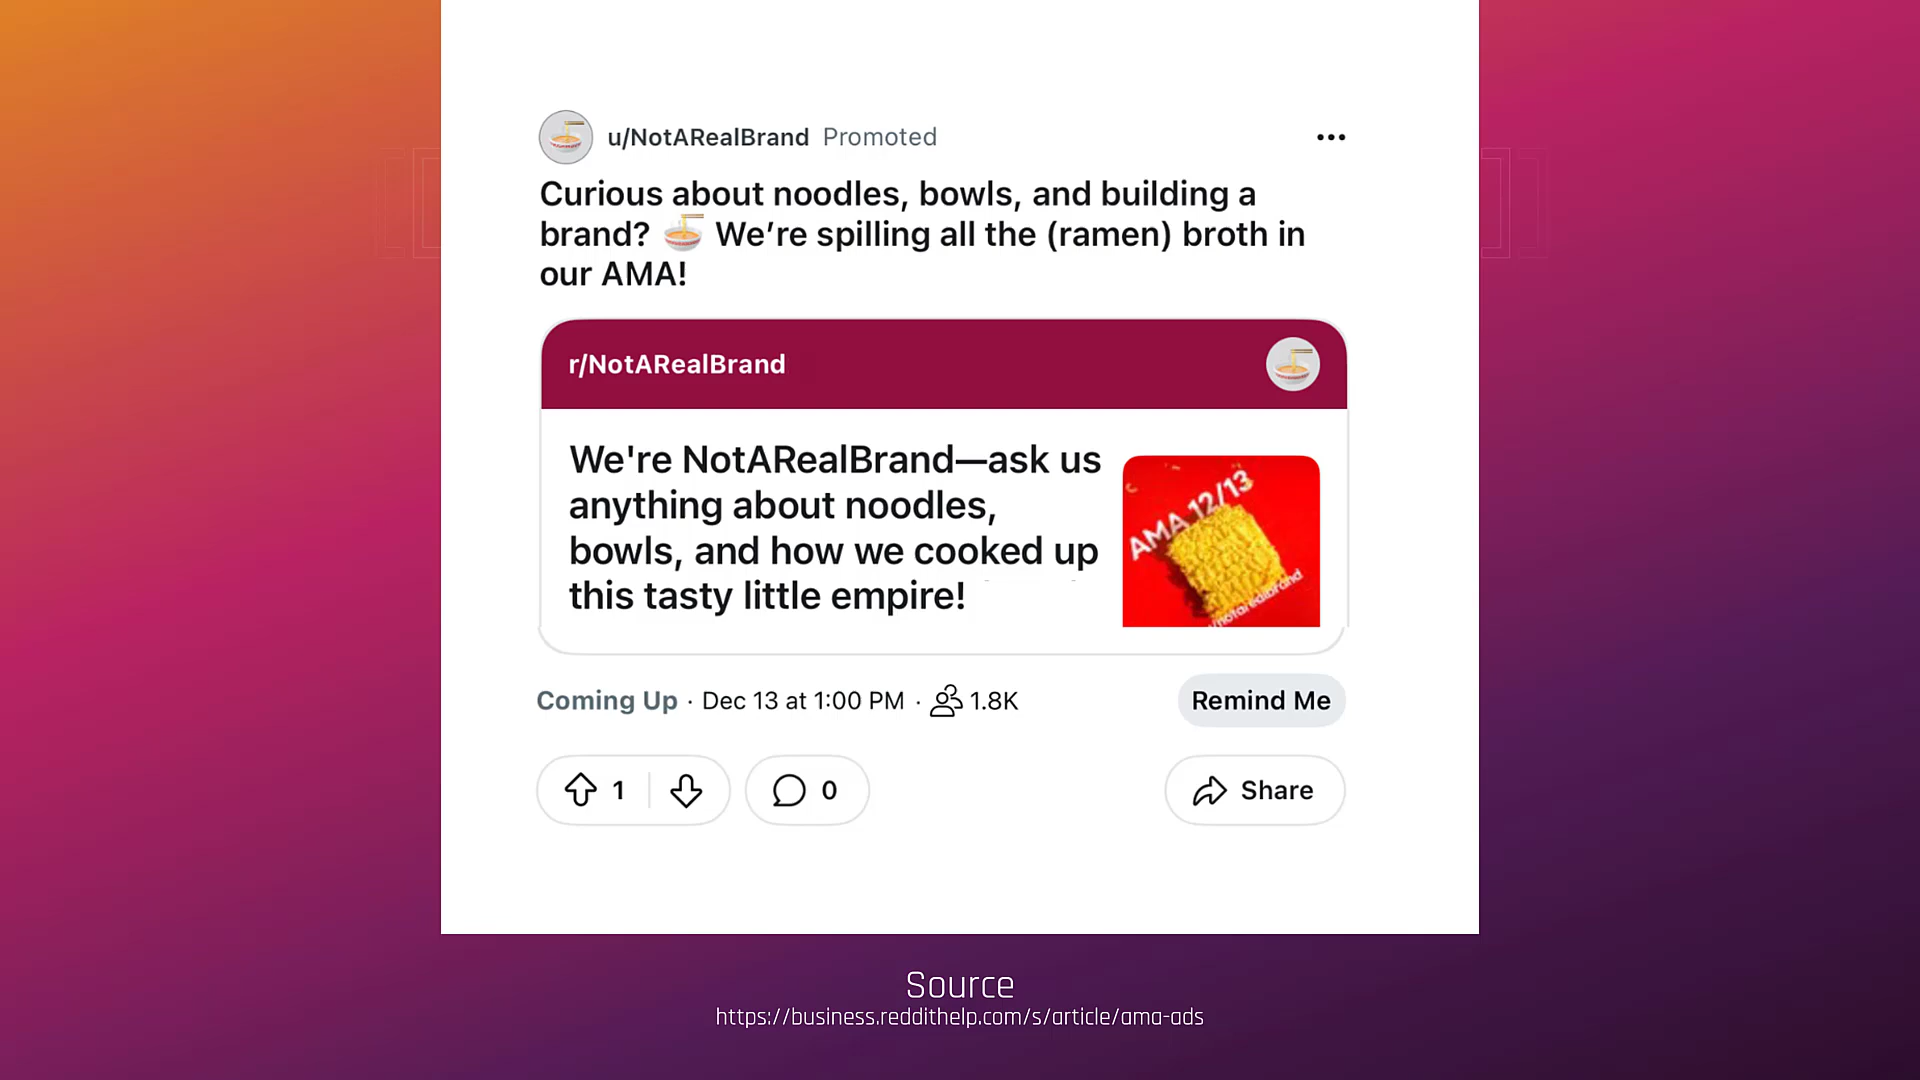 u/NotARealBrand Promoted
Curious about noodles, bowls, and building a
brand? 🍜 We’re spilling all the (ramen) broth in
our AMA!
r/NotARealBrand
We're NotARealBrand—ask us
anything about noodles,
bowls, and how we cooked up
this tasty little empire!
AMA 12/13
/notarealbrand
Coming Up · Dec 13 at 1:00 PM · 1.8K
Remind Me
1
0
Share
Source
https://business.reddithelp.com/s/article/ama-ads